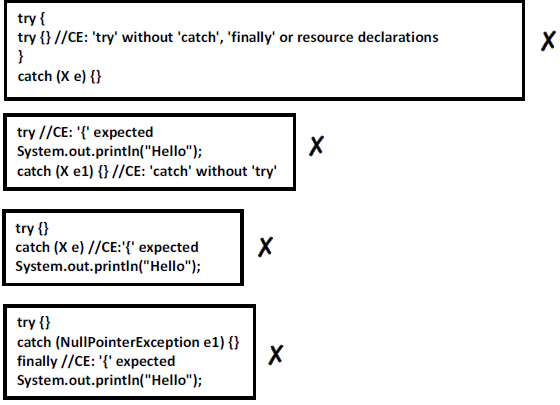 try {
try {} //CE: 'try' without 'catch', 'finally' or resource declarations
}
catch (X e) {}
try //CE: '{' expected
System.out.println("Hello");
catch (X e1) {} //CE: 'catch' without 'try'
try {}
catch (X e) //CE:'{' expected
System.out.println("Hello");
try {}
catch (NullPointerException e1) {}
finally //CE: '{' expected
System.out.println("Hello");